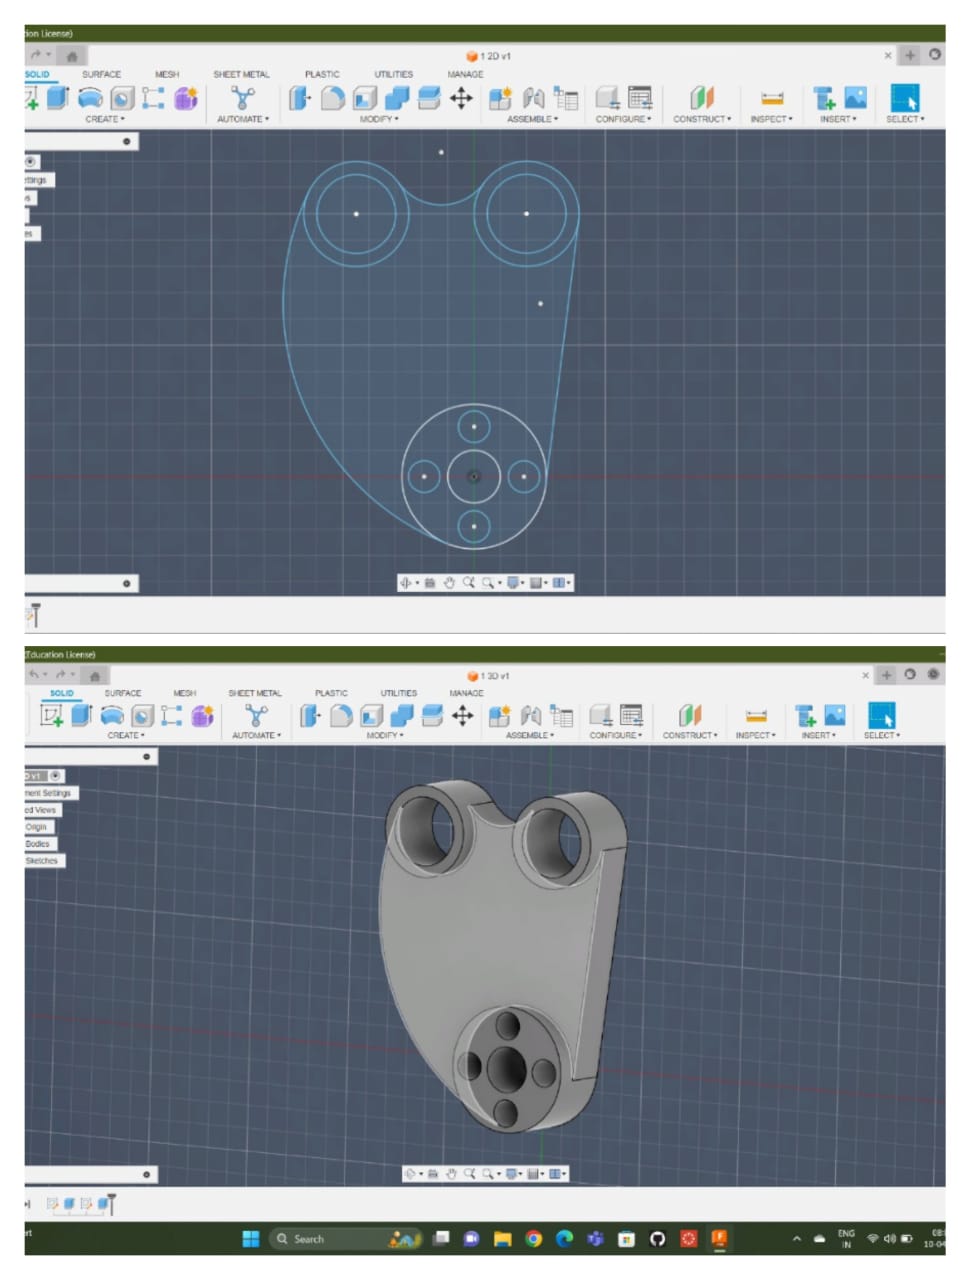 ion License)
1 2D v1
SOLID SURFACE MESH SHEET METAL PLASTIC UTILITIES MANAGE
CREATE AUTOMATE MODIFY ASSEMBLE CONFIGURE CONSTRUCT INSPECT INSERT SELECT
ttings
(Education License)
1 3D v1
SOLID SURFACE MESH SHEET METAL PLASTIC UTILITIES MANAGE
CREATE AUTOMATE MODIFY ASSEMBLE CONFIGURE CONSTRUCT INSPECT INSERT SELECT
D v1
ment Settings
ed Views
Origin
Bodies
Sketches
Search
ENG
IN
08:
10-04